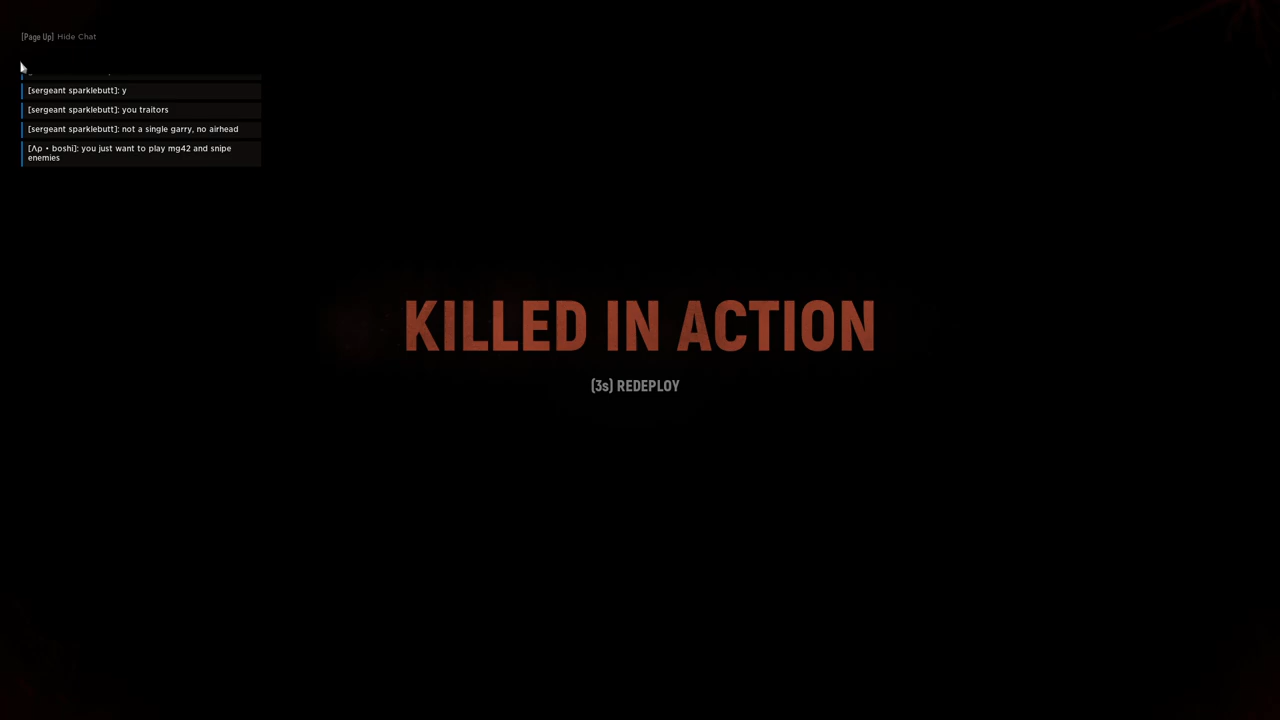 [Page Up] Hide Chat
[sergeant sparklebutt]: y
[sergeant sparklebutt]: you traitors
[sergeant sparklebutt]: not a single garry, no airhead
[Λρ • boshi]: you just want to play mg42 and snipe
enemies
KILLED IN ACTION
(3s) REDEPLOY